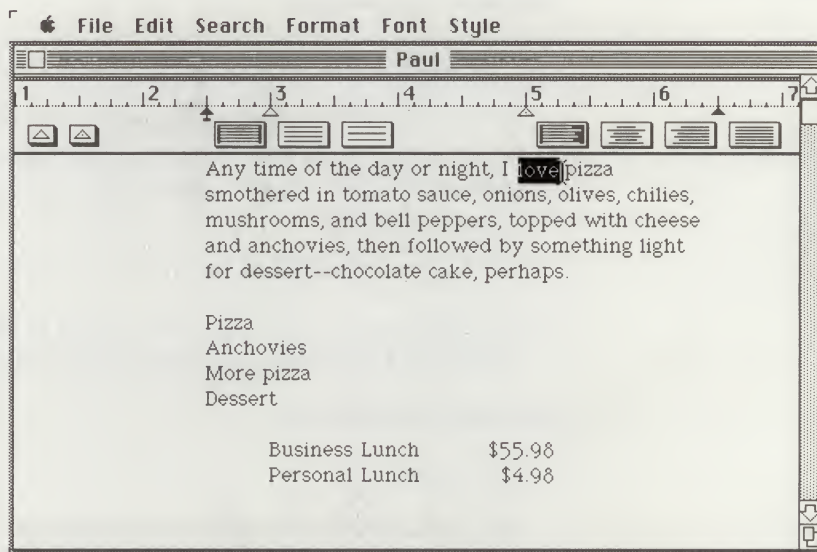 File Edit Search Format Font Style
Paul
1 2 3 4 5 6 7
Any time of the day or night, I love pizza
smothered in tomato sauce, onions, olives, chilies,
mushrooms, and bell peppers, topped with cheese
and anchovies, then followed by something light
for dessert--chocolate cake, perhaps.
Pizza
Anchovies
More pizza
Dessert
Business Lunch $55.98
Personal Lunch $4.98